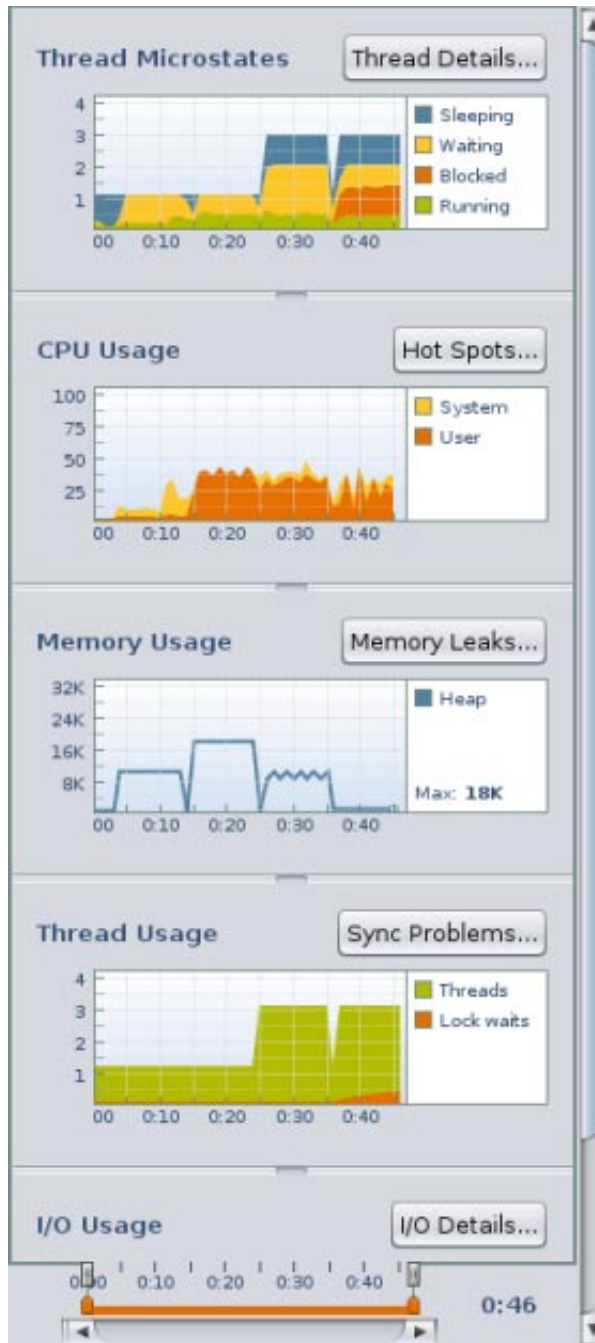 Thread Microstates
Thread Details...
4
3
2
1
Sleeping
Waiting
Blocked
Running
00 0:10 0:20 0:30 0:40
CPU Usage
Hot Spots...
100
75
50
25
System
User
00 0:10 0:20 0:30 0:40
Memory Usage
Memory Leaks...
32K
24K
16K
8K
Heap
Max: 18K
00 0:10 0:20 0:30 0:40
Thread Usage
Sync Problems...
4
3
2
1
Threads
Lock waits
00 0:10 0:20 0:30 0:40
I/O Usage
I/O Details...
0:00 0:10 0:20 0:30 0:40
0:46